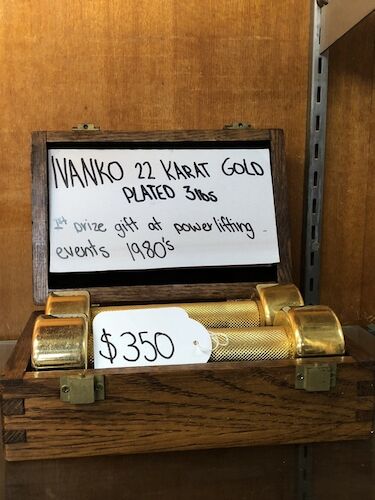 IVANKO 22 KARAT GOLD
PLATED 3lbs
1st prize gift at powerlifting
events 1980's
$350